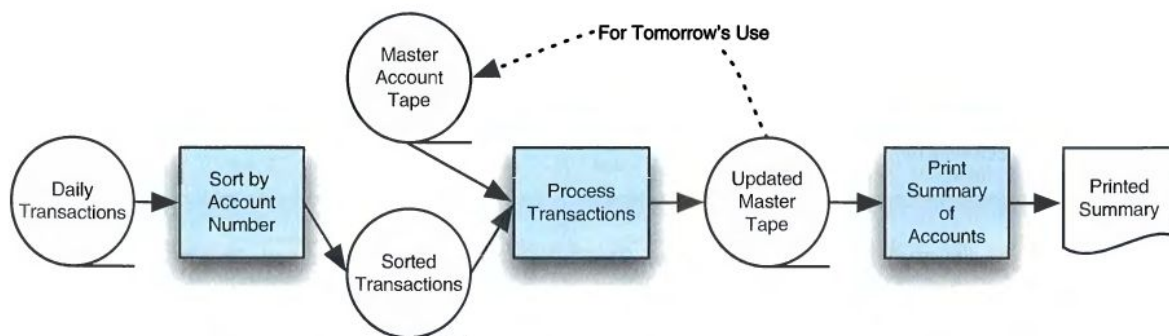 For Tomorrow's Use
Master
Account
Tape
Daily
Transactions
Sort by
Account
Number
Sorted
Transactions
Process
Transactions
Updated
Master
Tape
Print
Summary
of
Accounts
Printed
Summary